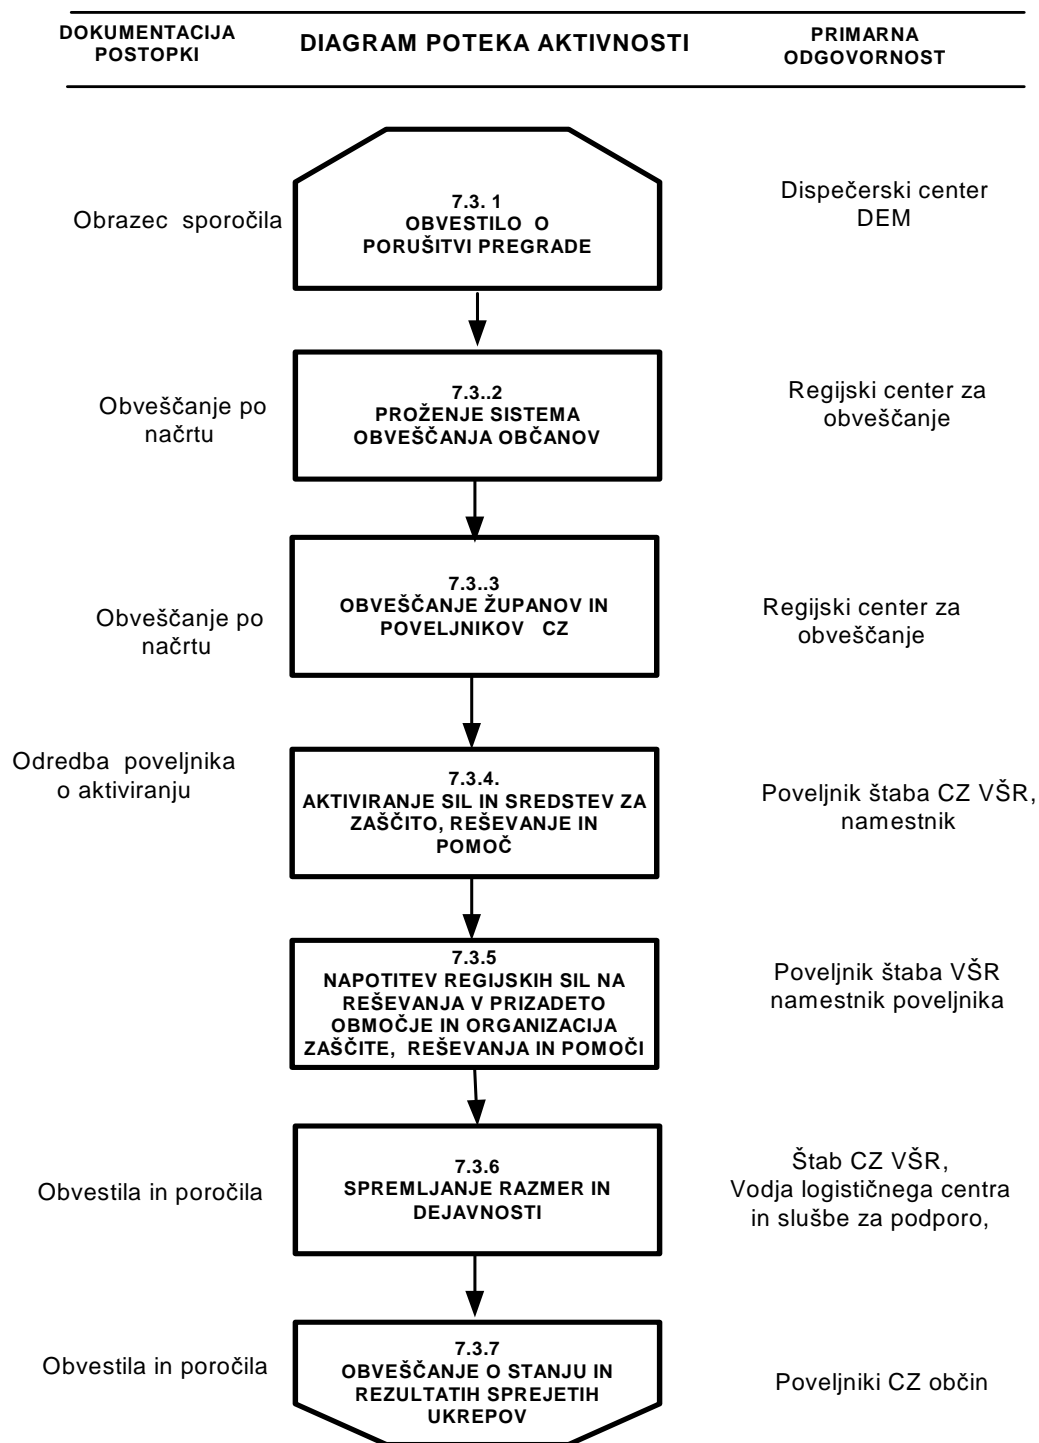 DOKUMENTACIJA
POSTOPKI
DIAGRAM POTEKA AKTIVNOSTI
PRIMARNA
ODGOVORNOST
Obrazec sporočila
7.3. 1
OBVESTILO O
PORUŠITVI PREGRADE
Dispečerski center
DEM
Obveščanje po
načrtu
7.3..2
PROŽENJE SISTEMA
OBVEŠČANJA OBČANOV
Regijski center za
obveščanje
Obveščanje po
načrtu
7.3..3
OBVEŠČANJE ŽUPANOV IN
POVELJNIKOV CZ
Regijski center za
obveščanje
Odredba poveljnika
o aktiviranju
7.3.4.
AKTIVIRANJE SIL IN SREDSTEV ZA
ZAŠČITO, REŠEVANJE IN
POMOČ
Poveljnik štaba CZ VŠR,
namestnik
7.3.5
NAPOTITEV REGIJSKIH SIL NA
REŠEVANJA V PRIZADETO
OBMOČJE IN ORGANIZACIJA
ZAŠČITE, REŠEVANJA IN POMOČI
Poveljnik štaba VŠR
namestnik poveljnika
Obvestila in poročila
7.3.6
SPREMLJANJE RAZMER IN
DEJAVNOSTI
Štab CZ VŠR,
Vodja logističnega centra
in slušbe za podporo,
Obvestila in poročila
7.3.7
OBVEŠČANJE O STANJU IN
REZULTATIH SPREJETIH
UKREPOV
Poveljniki CZ občin